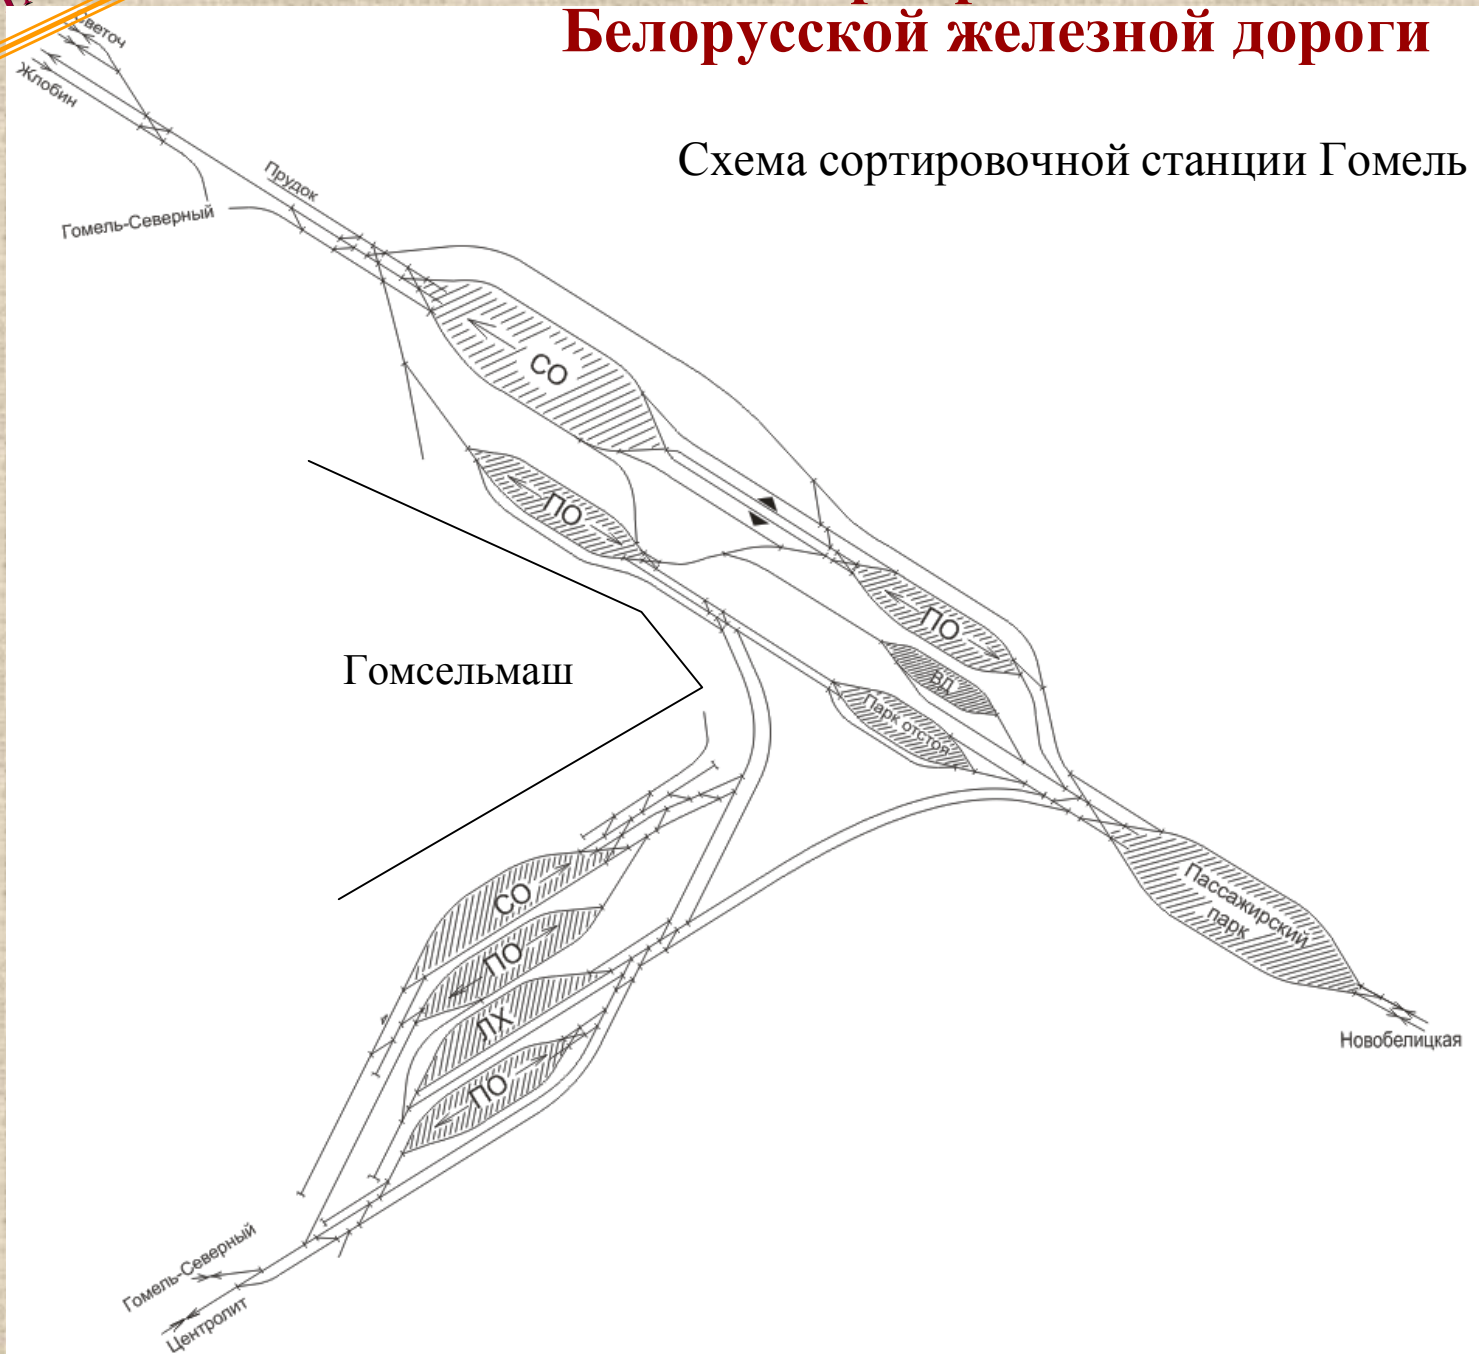 Белорусской железной дороги
Схема сортировочной станции Гомель
Светоч
Жлобин
Прудок
Гомель-Северный
СО
ПО
ПО
ВД
Парк отстоя
Гомсельмаш
Пассажирский
парк
СО
ПО
ЛХ
ПО
Новобелицкая
Гомель-Северный
Центролит